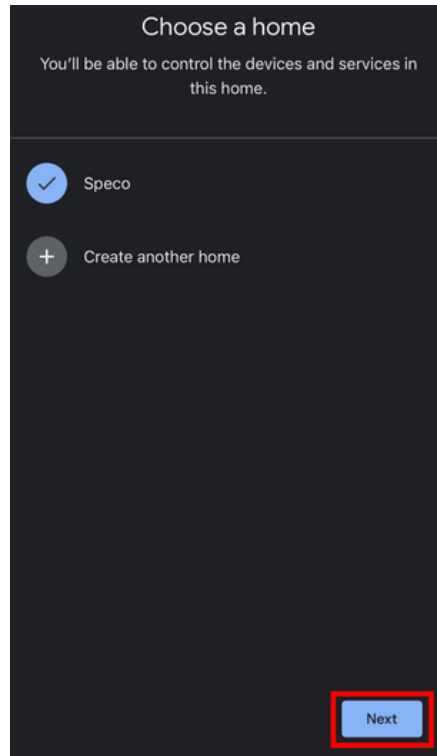 Choose a home
You'll be able to control the devices and services in
this home.
Speco
Create another home
Next